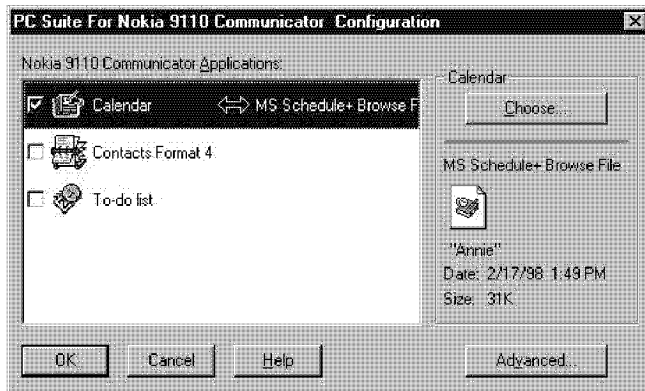 PC Suite For Nokia 9110 Communicator Configuration
Nokia 9110 Communicator Applications:
Calendar MS Schedule+ Browse F
Contacts Format 4
To-do list
Calendar
Choose...
MS Schedule+ Browse File
"Annie"
Date: 2/17/98 1:49 PM
Size: 31K
OK Cancel Help Advanced...